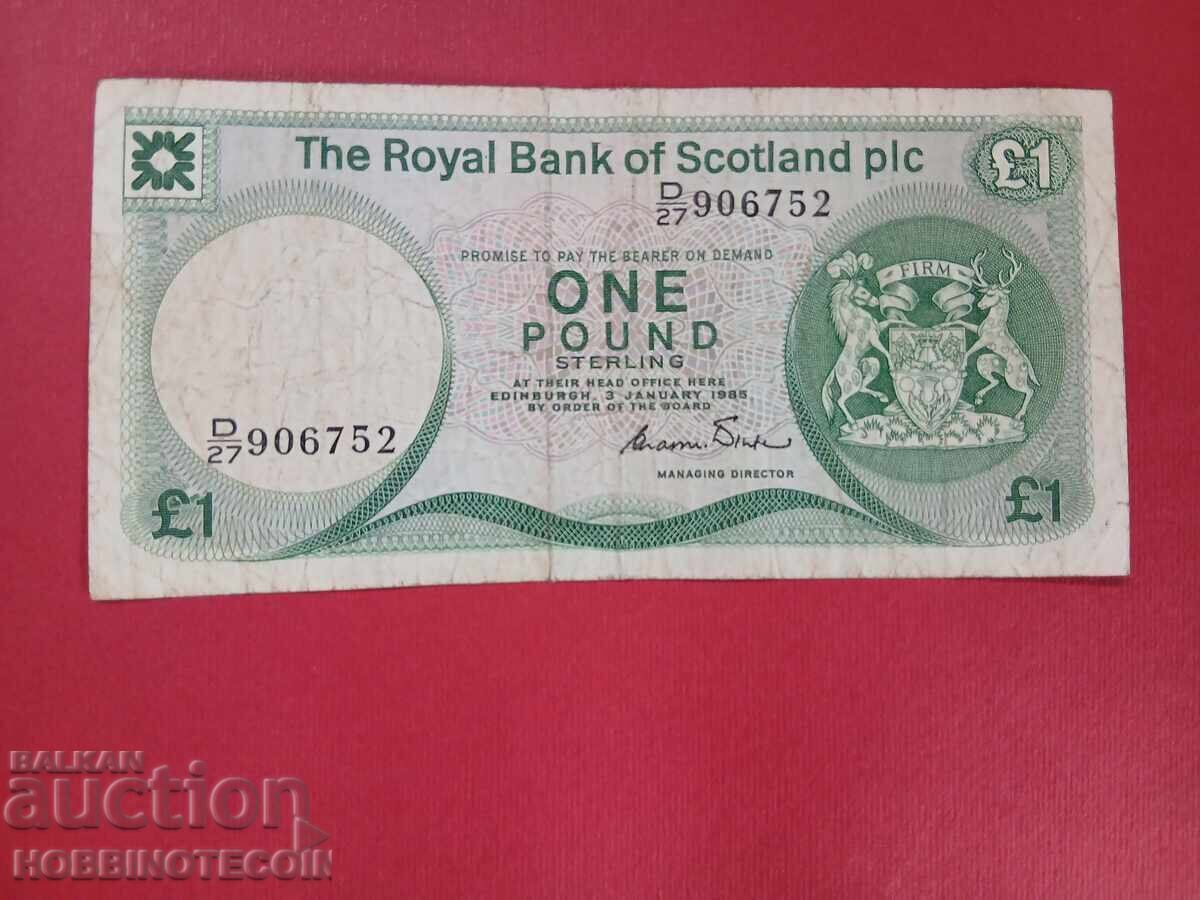 The Royal Bank of Scotland plc
£1
D/27 906752
PROMISE TO PAY THE BEARER ON DEMAND
ONE
POUND
STERLING
FIRM
AT THEIR HEAD OFFICE HERE
EDINBURGH, 3 JANUARY 1985
BY ORDER OF THE BOARD
D/27 906752
MANAGING DIRECTOR
£1
£1
BALKAN
auction
HOBBINOTECOIN